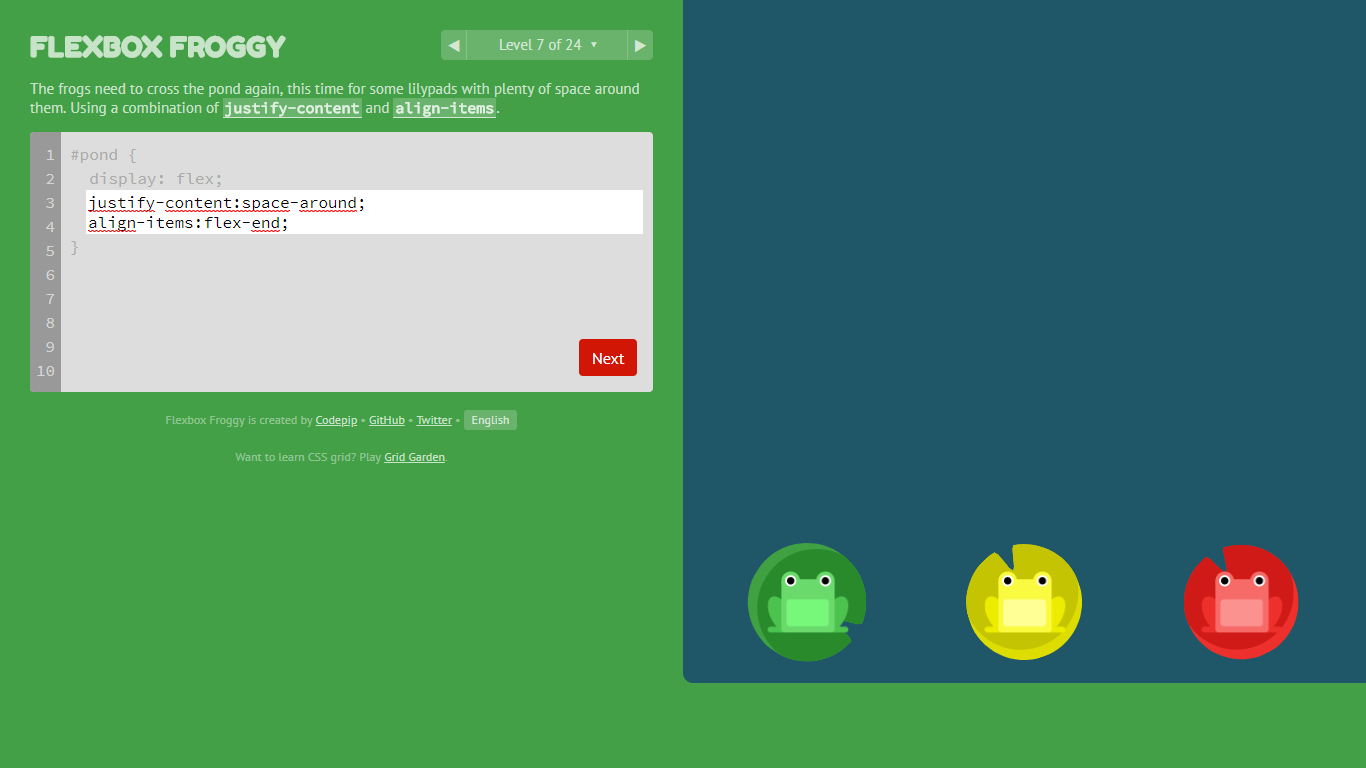 FLEXBOX FROGGY
◀ Level 7 of 24 ▼ ▶
The frogs need to cross the pond again, this time for some lilypads with plenty of space around
them. Using a combination of justify-content and align-items.
1 #pond {
2 display: flex;
3 justify-content:space-around;
4 align-items:flex-end;
5 }
6
7
8
9
10
Next
Flexbox Froggy is created by Codepip • GitHub • Twitter • English
Want to learn CSS grid? Play Grid Garden.